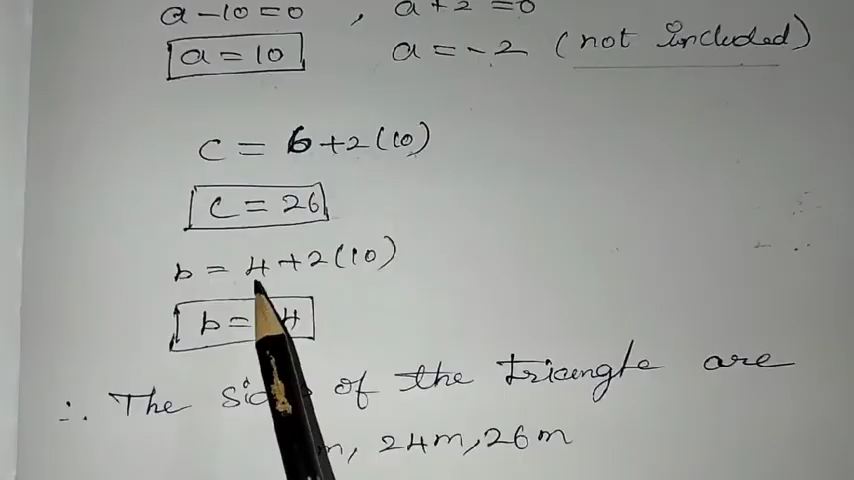 a - 10 = 0 , a + 2 = 0
a = 10 a = - 2 (not included)
c = 6 + 2(10)
c = 26
b = 4 + 2(10)
b = 4
∴ The of the triangle are
m, 24m, 26m